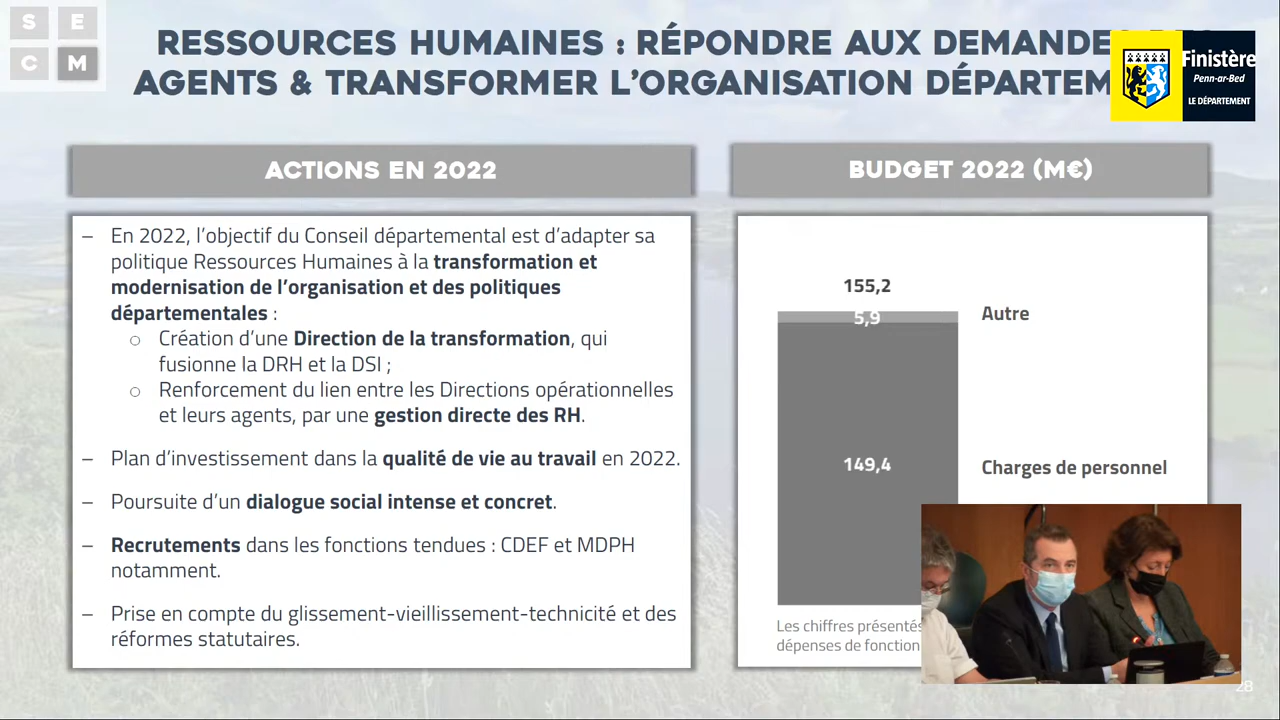 S E
C M
RESSOURCES HUMAINES : RÉPONDRE AUX DEMANDES
AGENTS & TRANSFORMER L'ORGANISATION DÉPARTEM
Finistère
Penn-ar-Bed
LE DÉPARTEMENT
ACTIONS EN 2022
– En 2022, l'objectif du Conseil départemental est d'adapter sa
politique Ressources Humaines à la transformation et
modernisation de l'organisation et des politiques
départementales :
○ Création d'une Direction de la transformation, qui
fusionne la DRH et la DSI ;
○ Renforcement du lien entre les Directions opérationnelles
et leurs agents, par une gestion directe des RH.
– Plan d'investissement dans la qualité de vie au travail en 2022.
– Poursuite d'un dialogue social intense et concret.
– Recrutements dans les fonctions tendues : CDEF et MDPH
notamment.
– Prise en compte du glissement-vieillissement-technicité et des
réformes statutaires.
BUDGET 2022 (M€)
155,2
5,9
Autre
149,4
Charges de personnel
Les chiffres présentés
dépenses de fonction
28